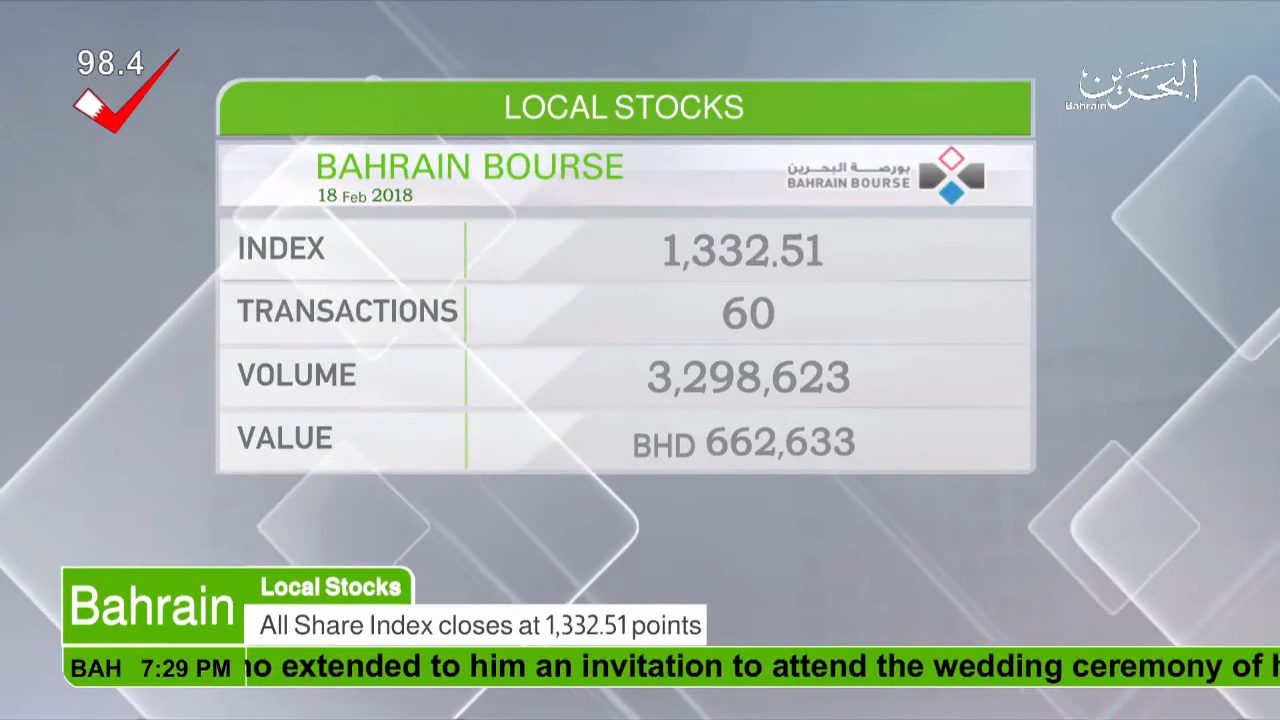 98.4
البحرين
Bahrain
LOCAL STOCKS
BAHRAIN BOURSE
18 Feb 2018
بورصة البحرين
BAHRAIN BOURSE
INDEX 1,332.51
TRANSACTIONS 60
VOLUME 3,298,623
VALUE BHD 662,633
Bahrain
Local Stocks
All Share Index closes at 1,332.51 points
BAH 7:29 PM
extended to him an invitation to attend the wedding ceremony of